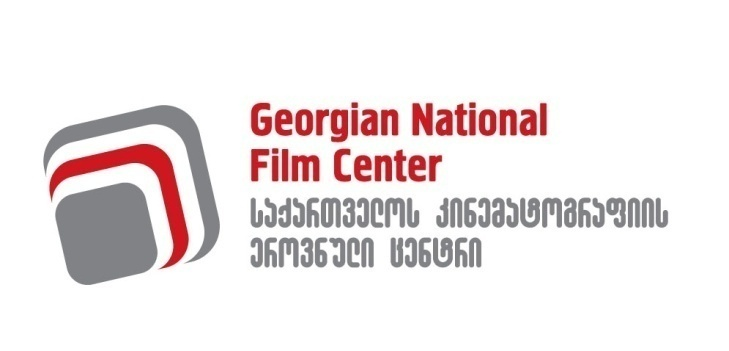 Georgian National
Film Center
საქართველოს კინემატოგრაფიის
ეროვნული ცენტრი